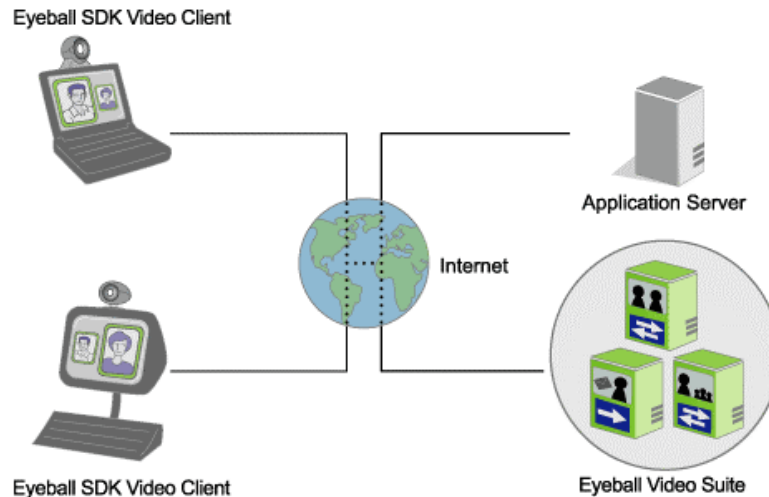 Eyeball SDK Video Client
Application Server
Internet
Eyeball SDK Video Client
Eyeball Video Suite